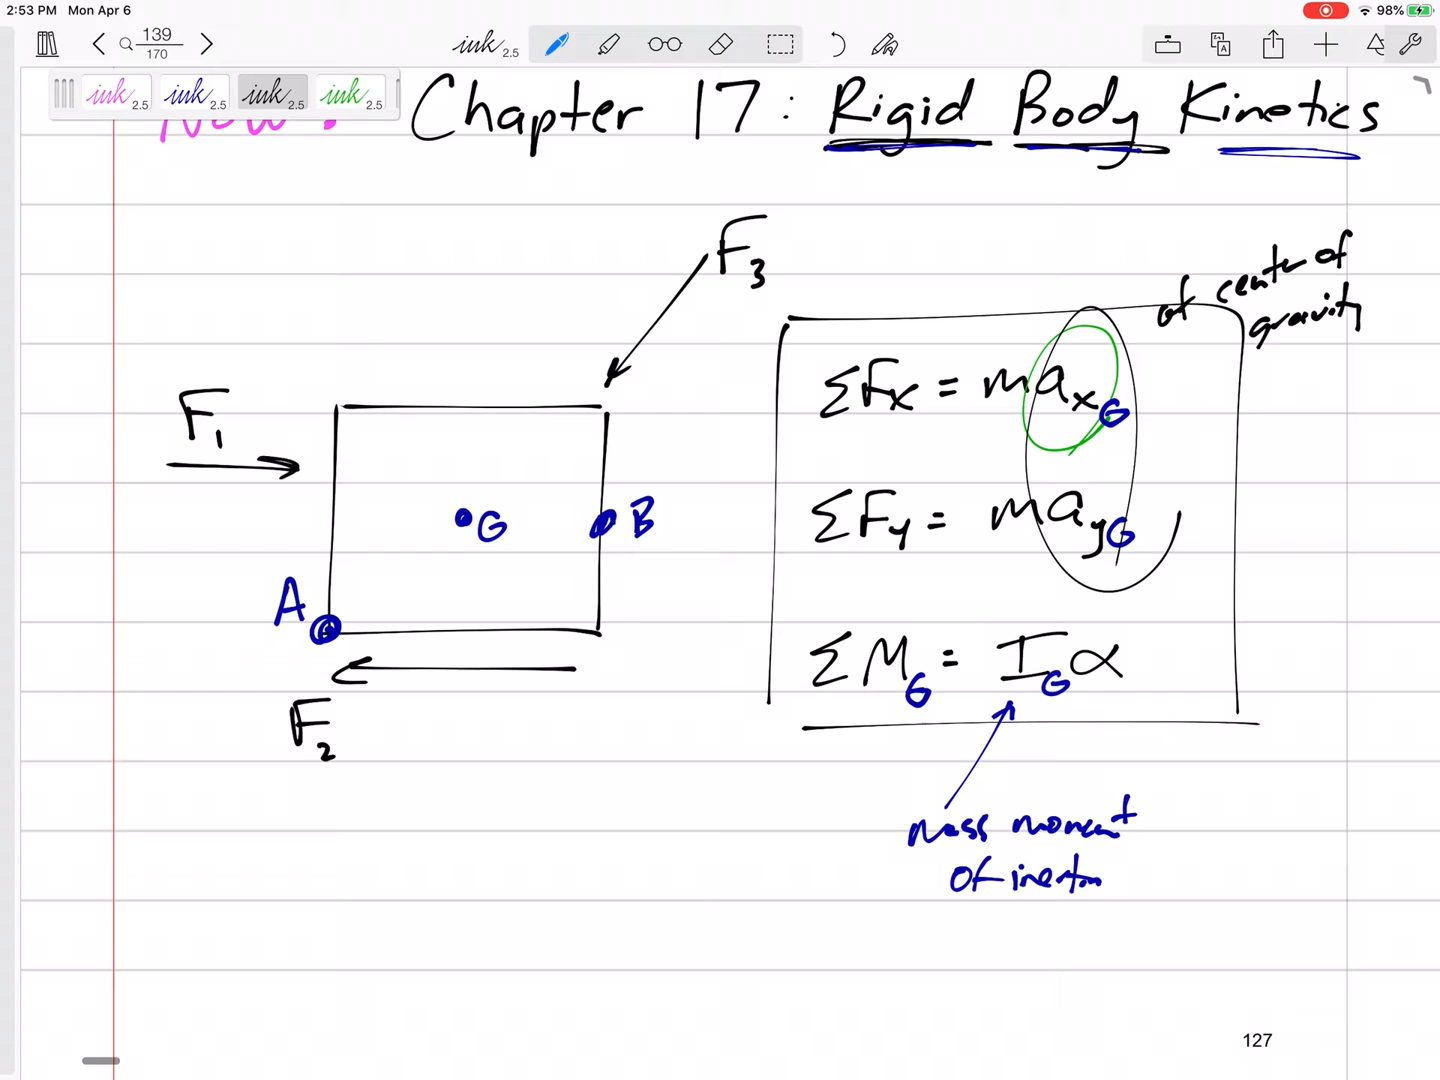 2:53 PM Mon Apr 6
98%
139
170
ink 2.5
ink 2.5 ink 2.5 ink 2.5 ink 2.5
New! Chapter 17: Rigid Body Kinetics
F3
of center of
gravity
F1
ΣFx = maxG
G
B
ΣFy = mayG
A
ΣMG = IGα
F2
mass moment
of inertia
127